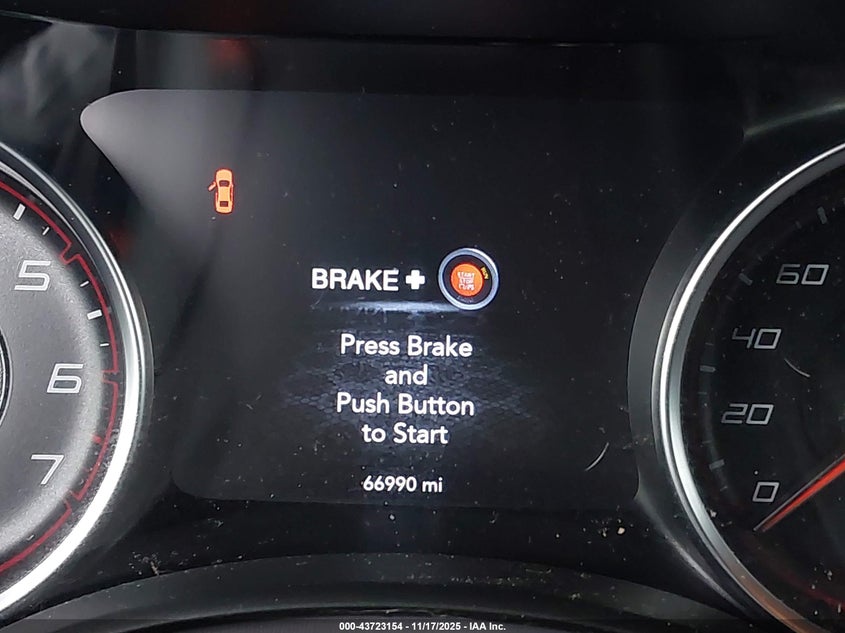 BRAKE +
START
STOP
RUN
Press Brake
and
Push Button
to Start
66990 mi
5
6
7
60
40
20
0
000-43723154 - 11/17/2025 - IAA Inc.